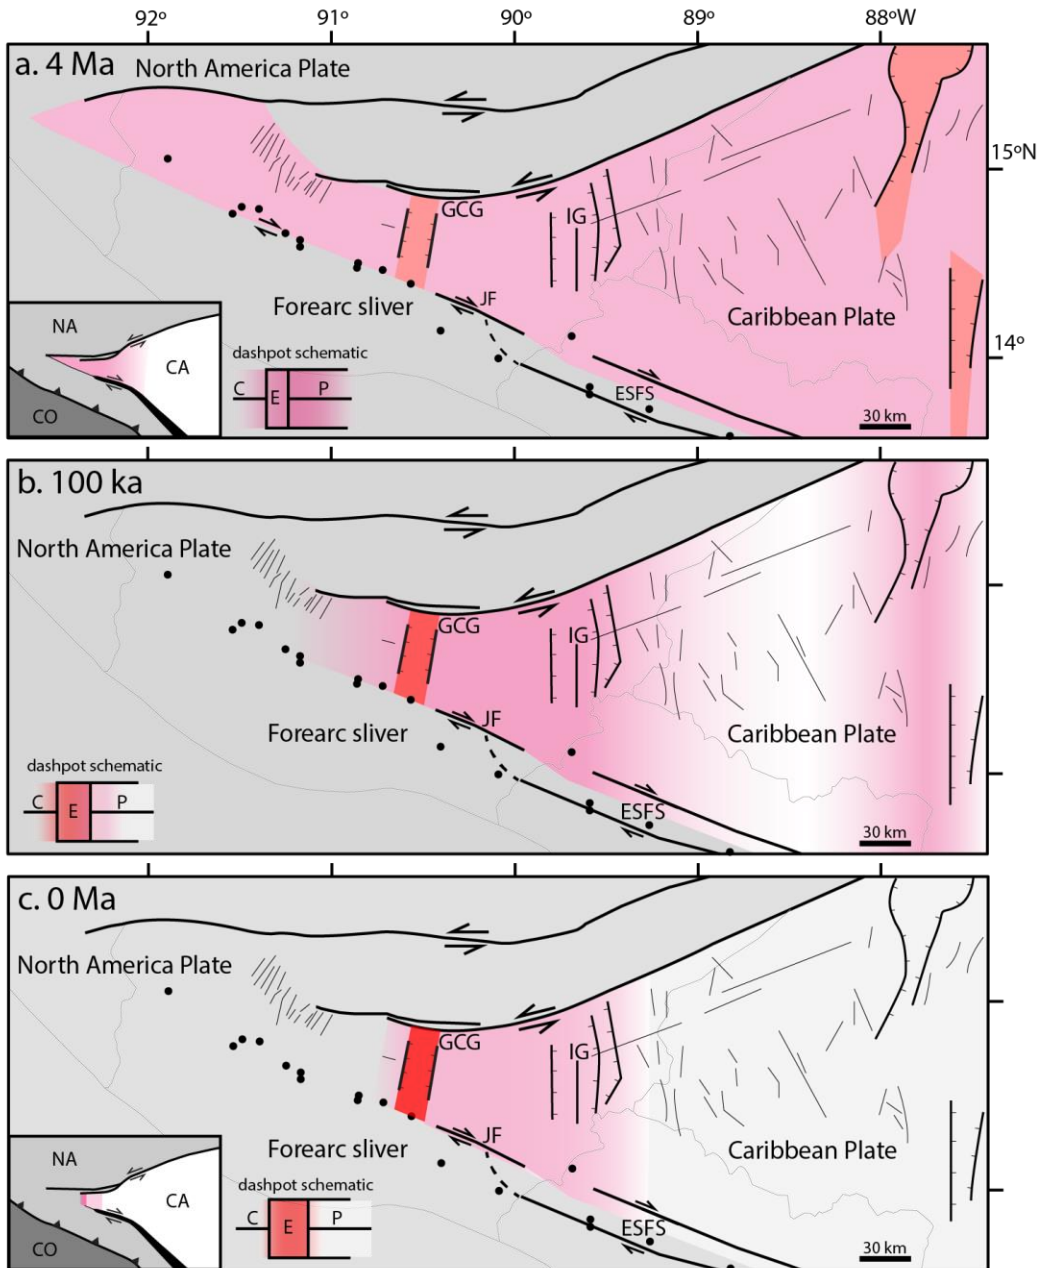 92°
91°
90°
89°
88°W
a. 4 Ma
North America Plate
15°N
GCG
IG
Forearc sliver
JF
Caribbean Plate
14°
NA
CA
CO
dashpot schematic
C
E
P
ESFS
30 km
b. 100 ka
North America Plate
GCG
IG
JF
Forearc sliver
Caribbean Plate
dashpot schematic
C
E
P
ESFS
30 km
c. 0 Ma
North America Plate
GCG
IG
JF
Forearc sliver
Caribbean Plate
NA
CA
CO
dashpot schematic
C
E
P
ESFS
30 km